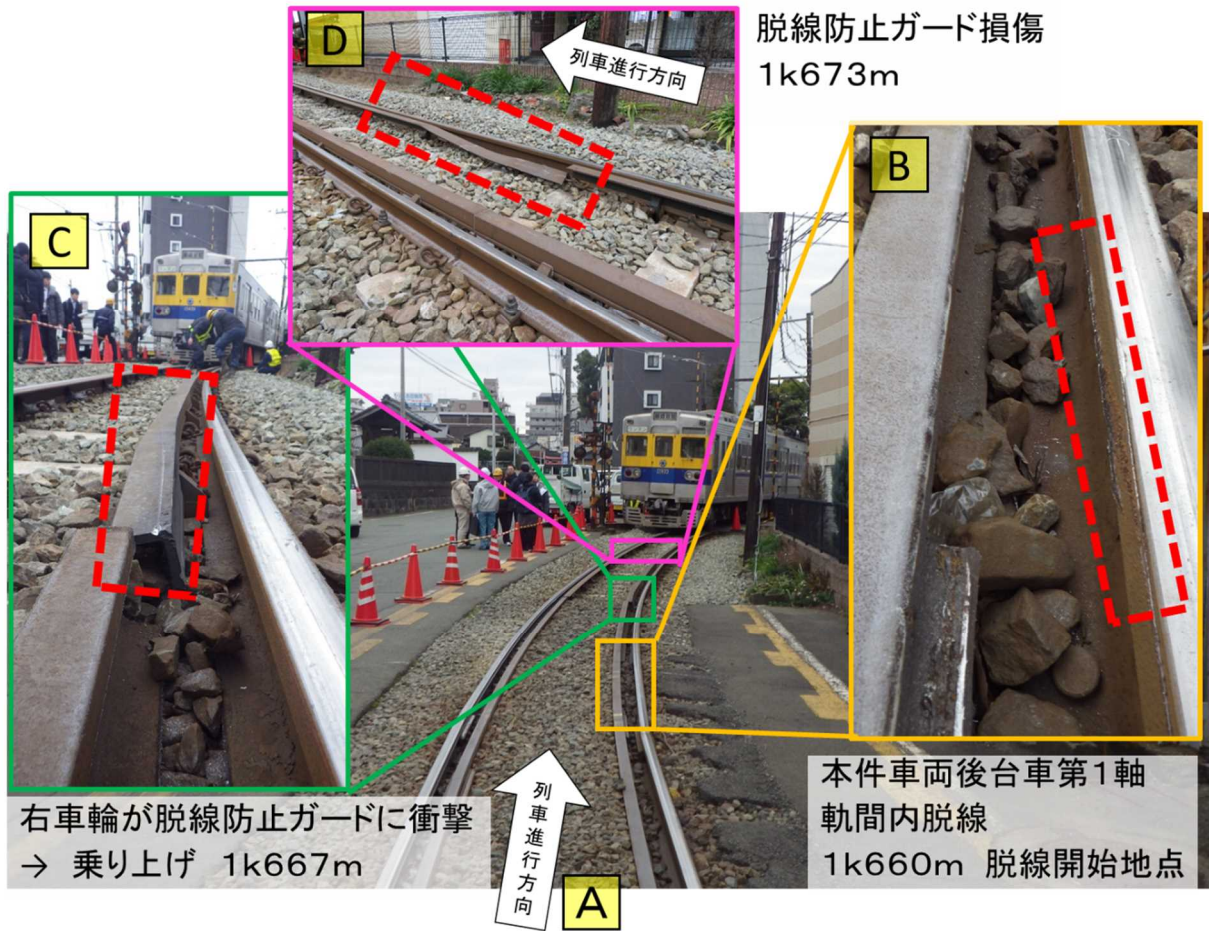 D
列車進行方向
脱線防止ガード損傷
1k673m
B
C
右車輪が脱線防止ガードに衝撃
→ 乗り上げ 1k667m
列車進行方向
A
本件車両後台車第1軸
軌間内脱線
1k660m 脱線開始地点